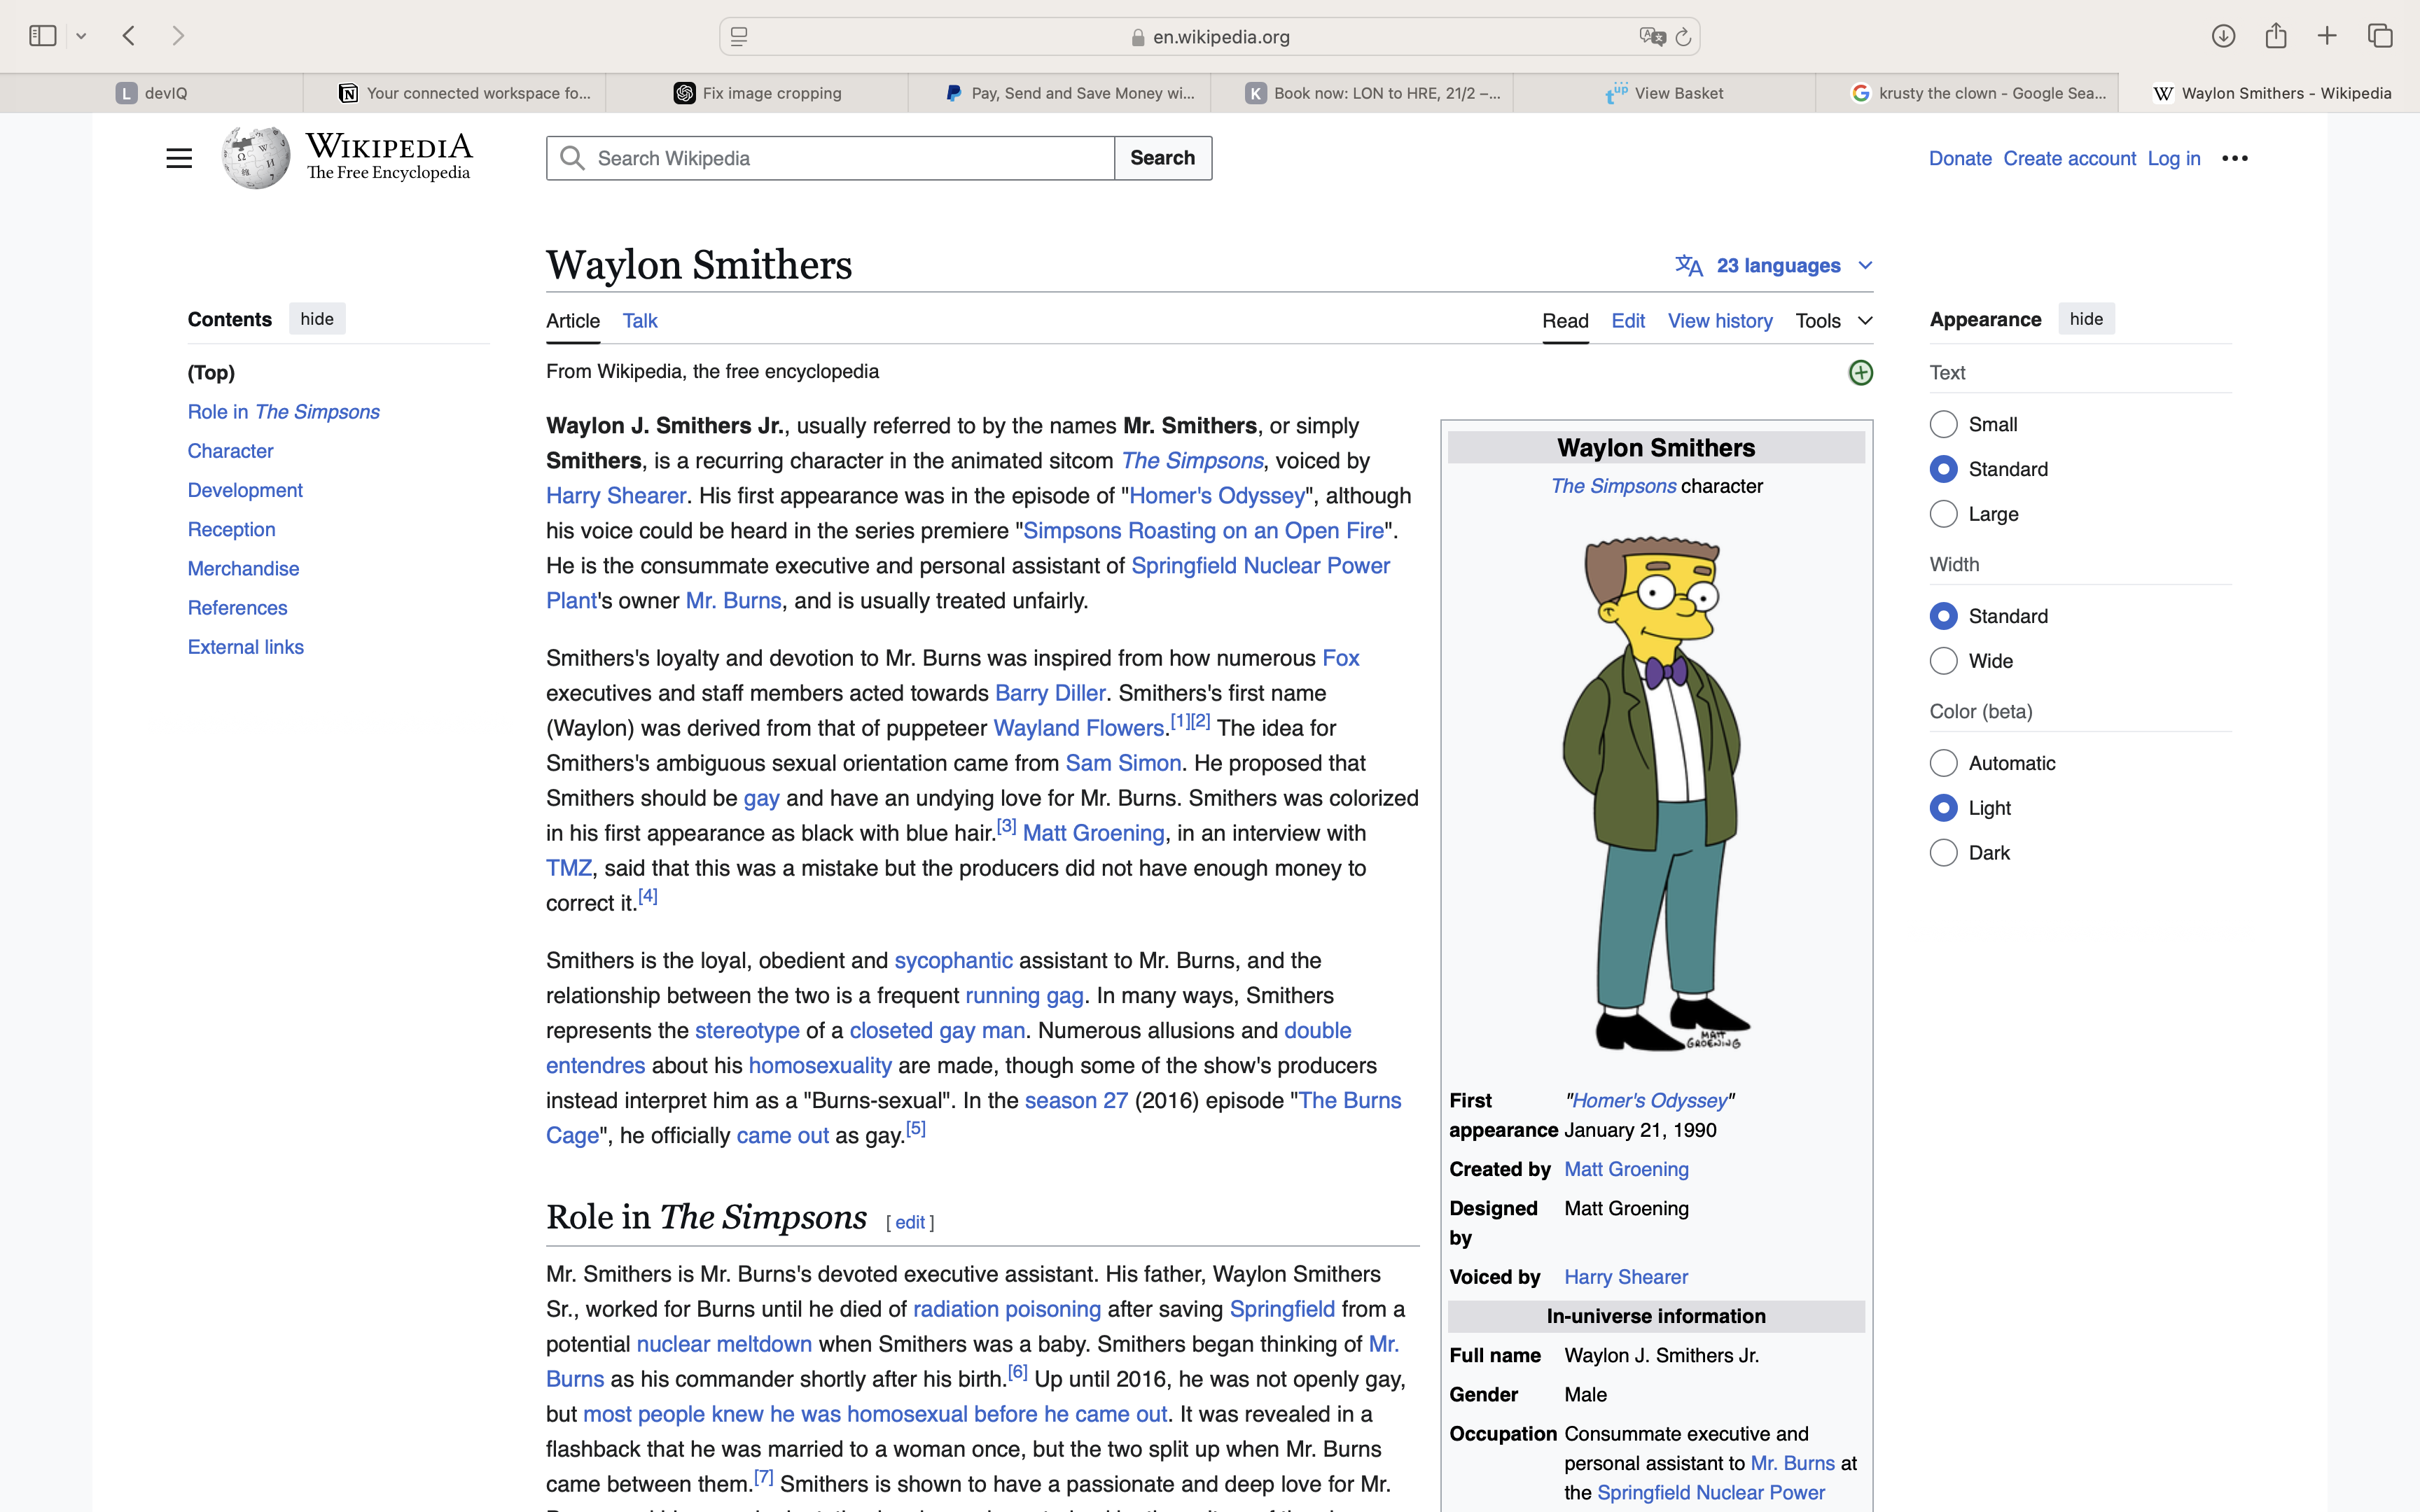 en.wikipedia.org
L devIQ
Your connected workspace fo...
Fix image cropping
Pay, Send and Save Money wi...
K Book now: LON to HRE, 21/2 –...
tup View Basket
G krusty the clown - Google Sea...
W Waylon Smithers - Wikipedia
WIKIPEDIA
The Free Encyclopedia
Search Wikipedia
Search
Donate Create account Log in
Waylon Smithers
23 languages
Contents hide
(Top)
Role in The Simpsons
Character
Development
Reception
Merchandise
References
External links
Article Talk
Read Edit View history Tools
From Wikipedia, the free encyclopedia
Waylon J. Smithers Jr., usually referred to by the names Mr. Smithers, or simply
Smithers, is a recurring character in the animated sitcom The Simpsons, voiced by
Harry Shearer. His first appearance was in the episode of "Homer's Odyssey", although
his voice could be heard in the series premiere "Simpsons Roasting on an Open Fire".
He is the consummate executive and personal assistant of Springfield Nuclear Power
Plant's owner Mr. Burns, and is usually treated unfairly.
Smithers's loyalty and devotion to Mr. Burns was inspired from how numerous Fox
executives and staff members acted towards Barry Diller. Smithers's first name
(Waylon) was derived from that of puppeteer Wayland Flowers.[1][2] The idea for
Smithers's ambiguous sexual orientation came from Sam Simon. He proposed that
Smithers should be gay and have an undying love for Mr. Burns. Smithers was colorized
in his first appearance as black with blue hair.[3] Matt Groening, in an interview with
TMZ, said that this was a mistake but the producers did not have enough money to
correct it.[4]
Smithers is the loyal, obedient and sycophantic assistant to Mr. Burns, and the
relationship between the two is a frequent running gag. In many ways, Smithers
represents the stereotype of a closeted gay man. Numerous allusions and double
entendres about his homosexuality are made, though some of the show's producers
instead interpret him as a "Burns-sexual". In the season 27 (2016) episode "The Burns
Cage", he officially came out as gay.[5]
Role in The Simpsons [ edit ]
Mr. Smithers is Mr. Burns's devoted executive assistant. His father, Waylon Smithers
Sr., worked for Burns until he died of radiation poisoning after saving Springfield from a
potential nuclear meltdown when Smithers was a baby. Smithers began thinking of Mr.
Burns as his commander shortly after his birth.[6] Up until 2016, he was not openly gay,
but most people knew he was homosexual before he came out. It was revealed in a
flashback that he was married to a woman once, but the two split up when Mr. Burns
came between them.[7] Smithers is shown to have a passionate and deep love for Mr.
Waylon Smithers
The Simpsons character
MATT
GROENING
First
appearance
"Homer's Odyssey"
January 21, 1990
Created by Matt Groening
Designed
by
Matt Groening
Voiced by Harry Shearer
In-universe information
Full name Waylon J. Smithers Jr.
Gender Male
Occupation Consummate executive and
personal assistant to Mr. Burns at
the Springfield Nuclear Power
Appearance hide
Text
Small
Standard
Large
Width
Standard
Wide
Color (beta)
Automatic
Light
Dark